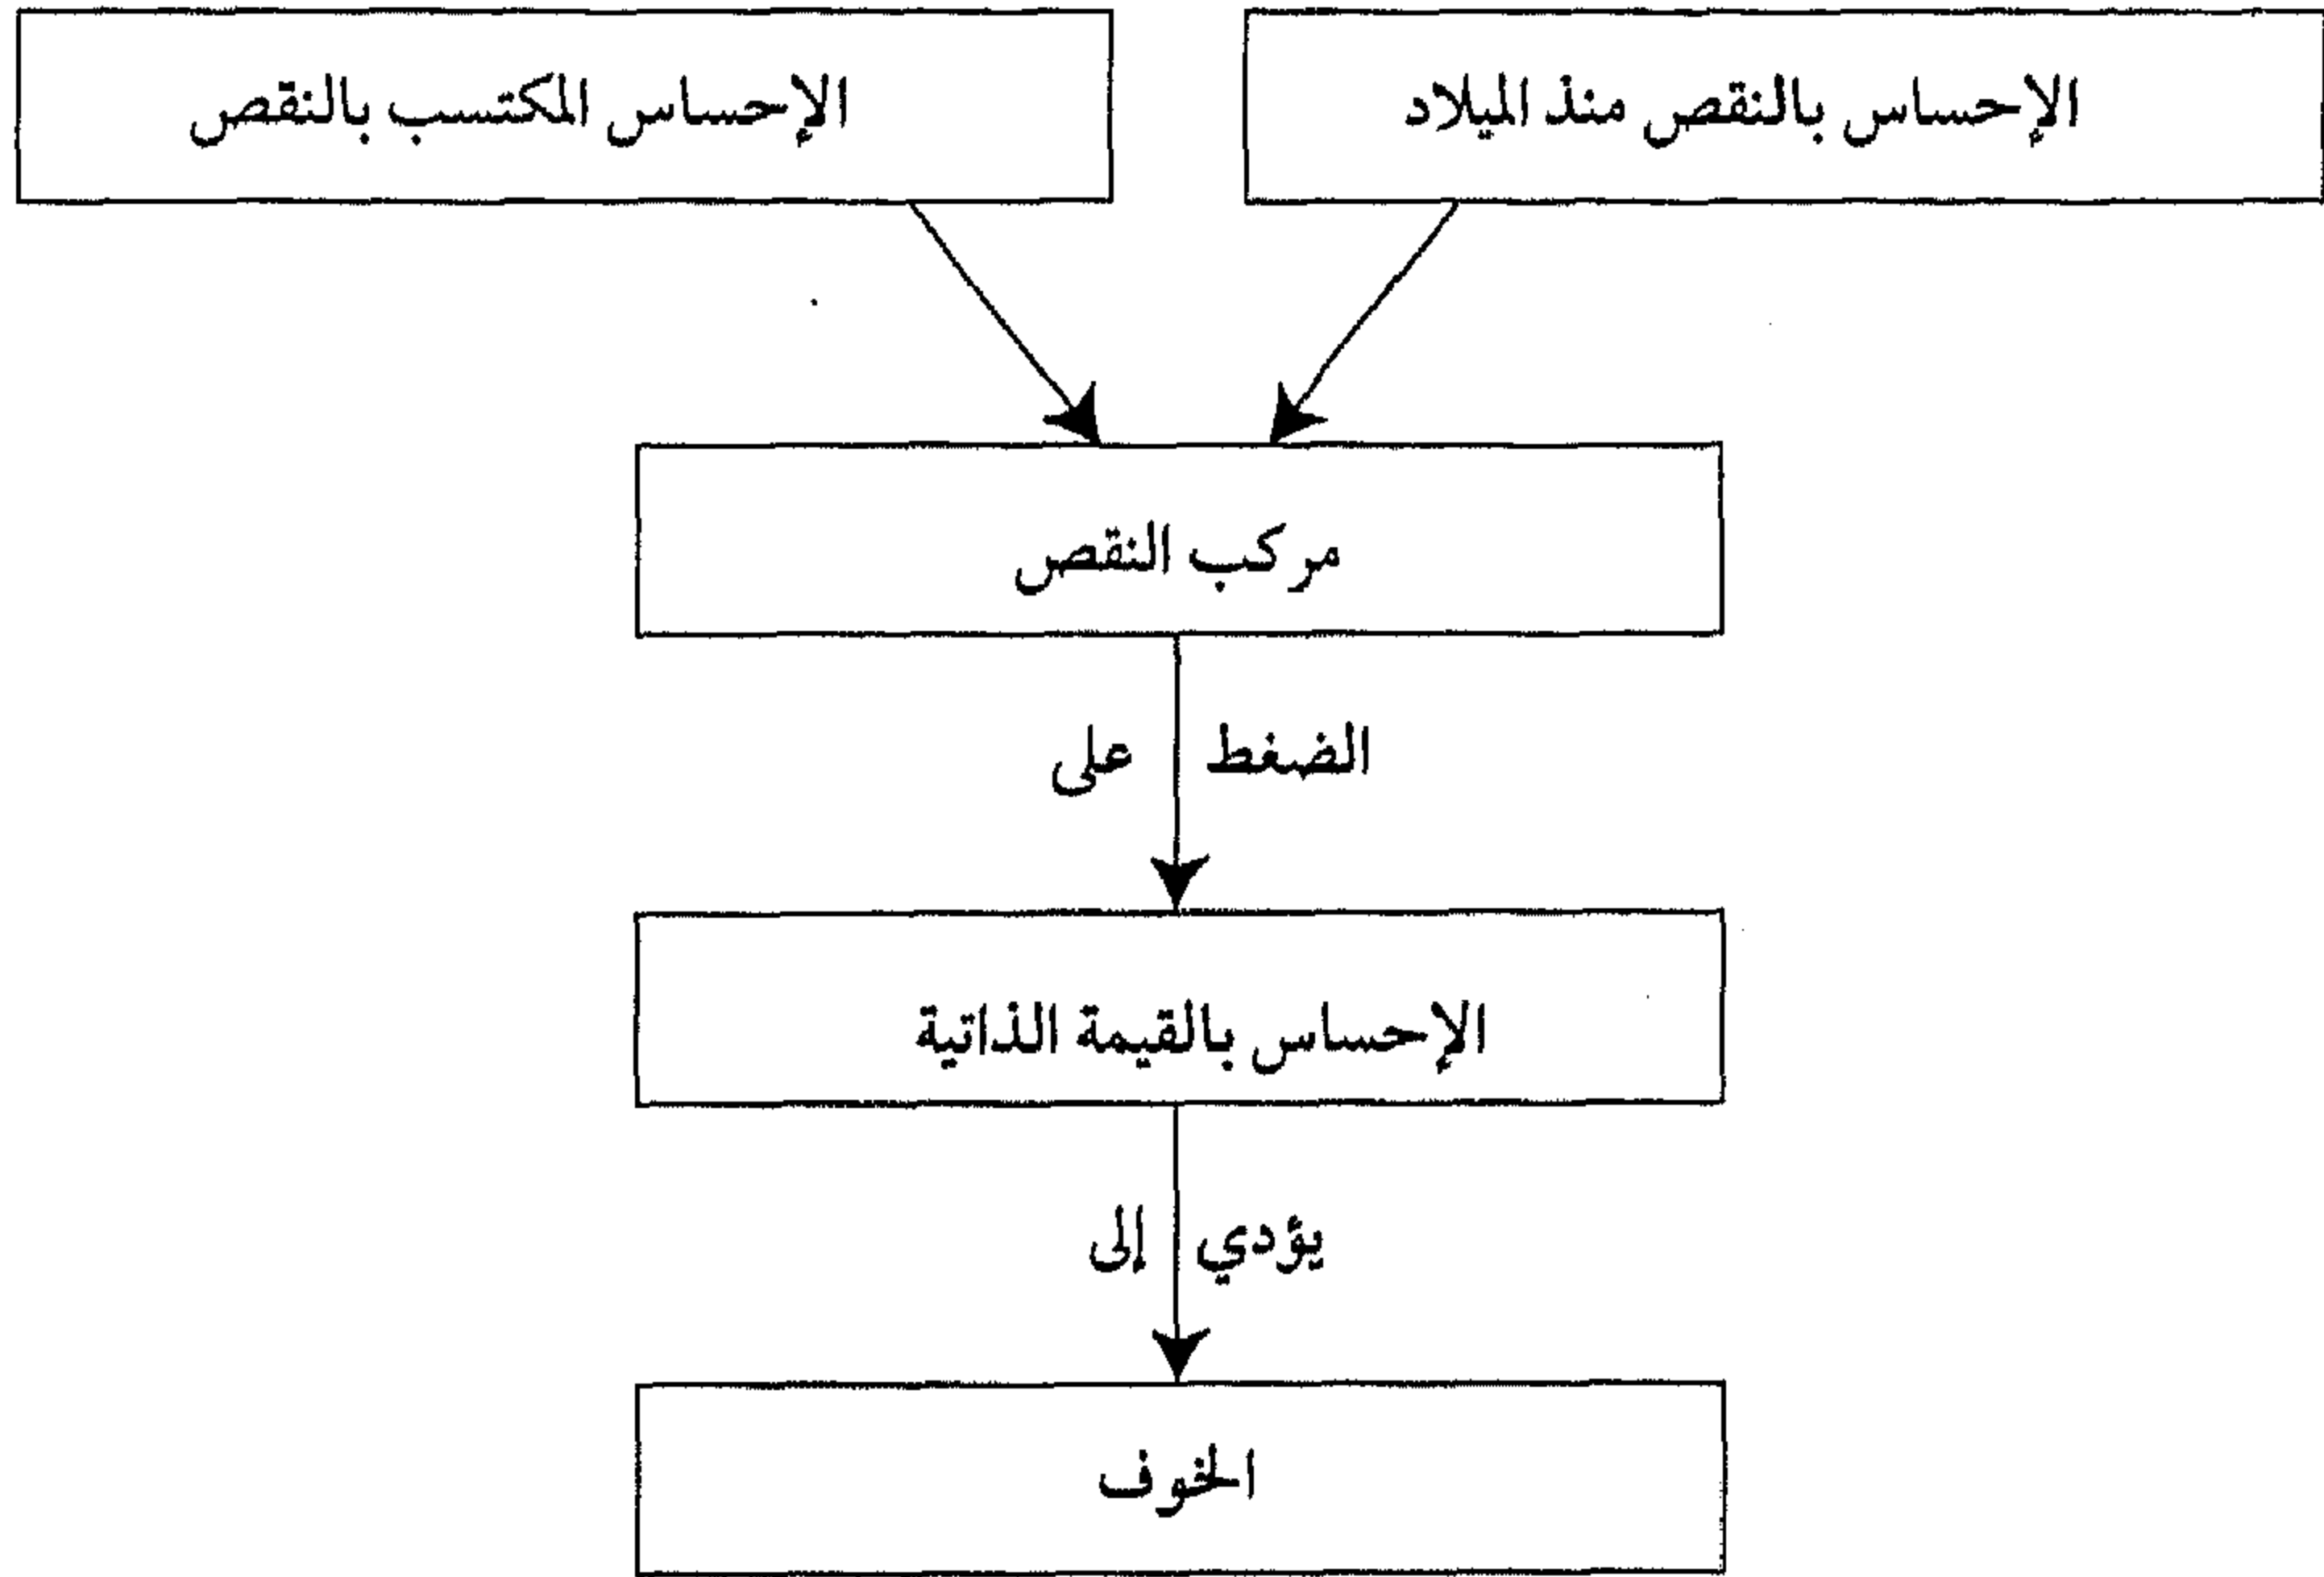 الإحساس بالنقص منذ الميلاد
الإحساس المكتسب بالنقص
مركب النقص
الضغط على
الإحساس بالقيمة الذاتية
يؤدي إلى
الخوف